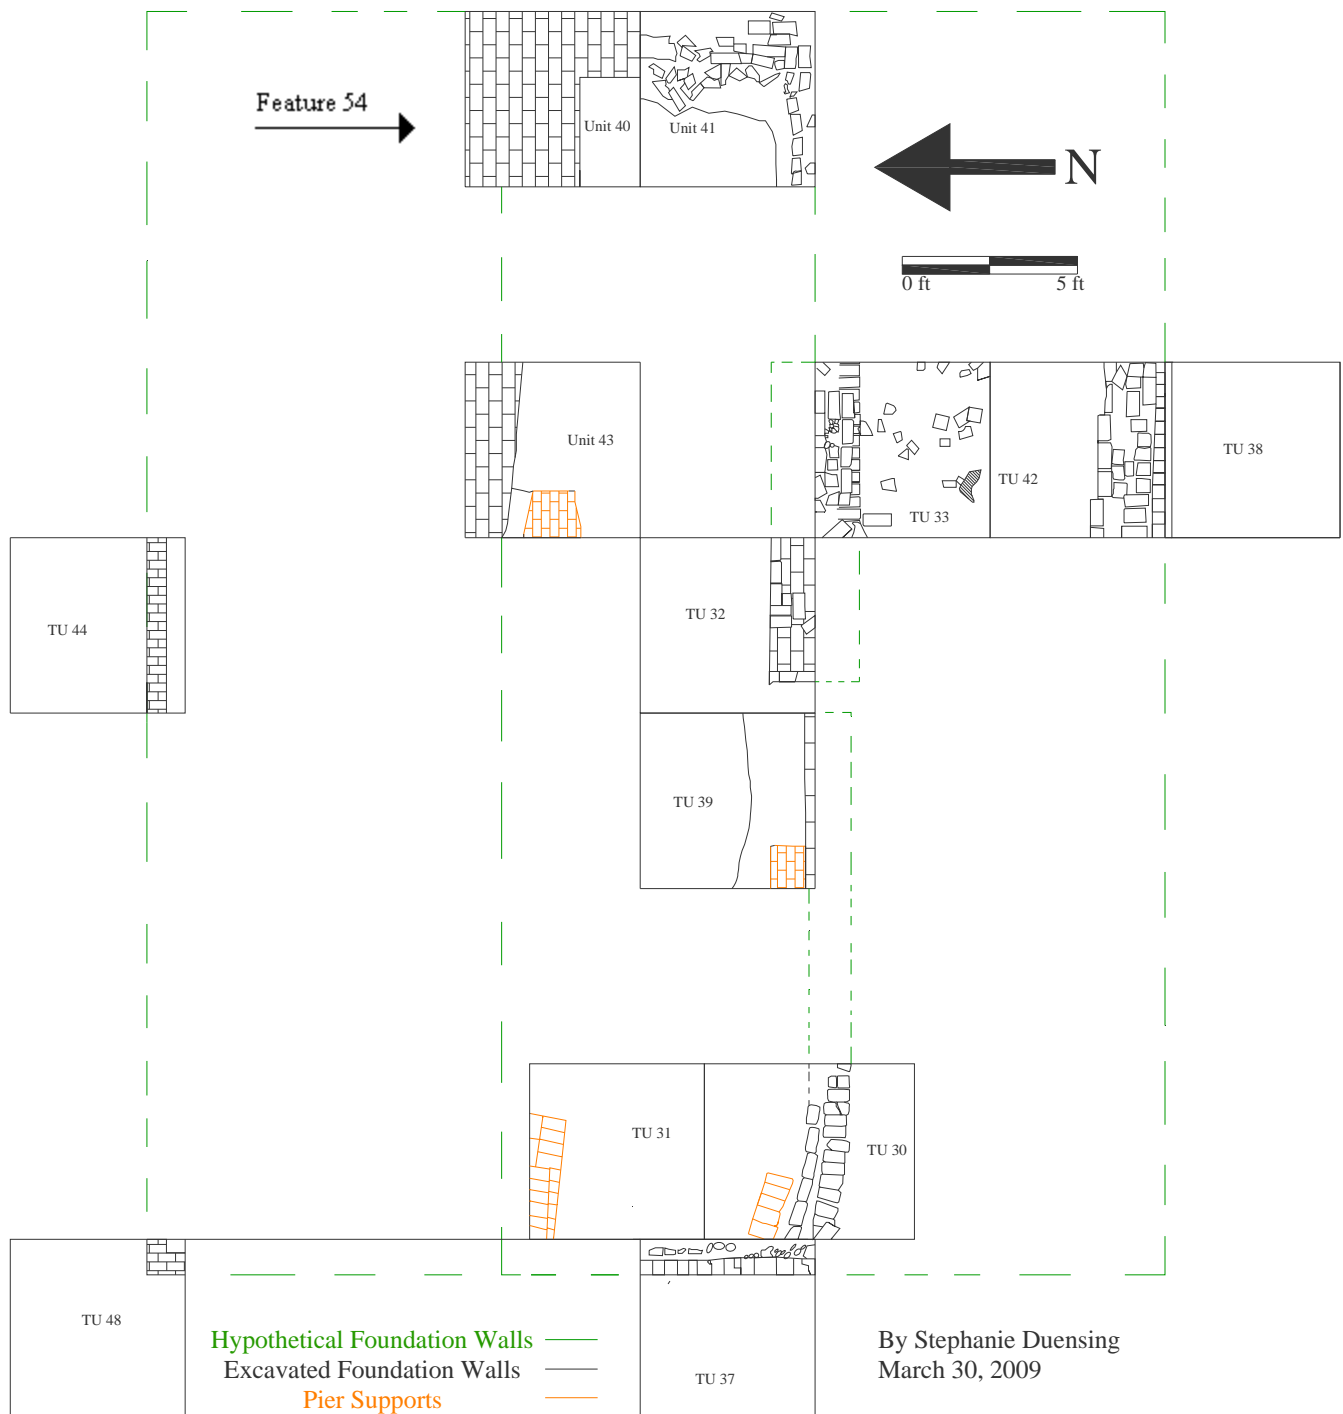 Feature 54
Unit 40
Unit 41
N
0 ft
5 ft
Unit 43
TU 42
TU 38
TU 33
TU 44
TU 32
TU 39
TU 31
TU 30
TU 48
Hypothetical Foundation Walls
Excavated Foundation Walls
Pier Supports
TU 37
By Stephanie Duensing
March 30, 2009